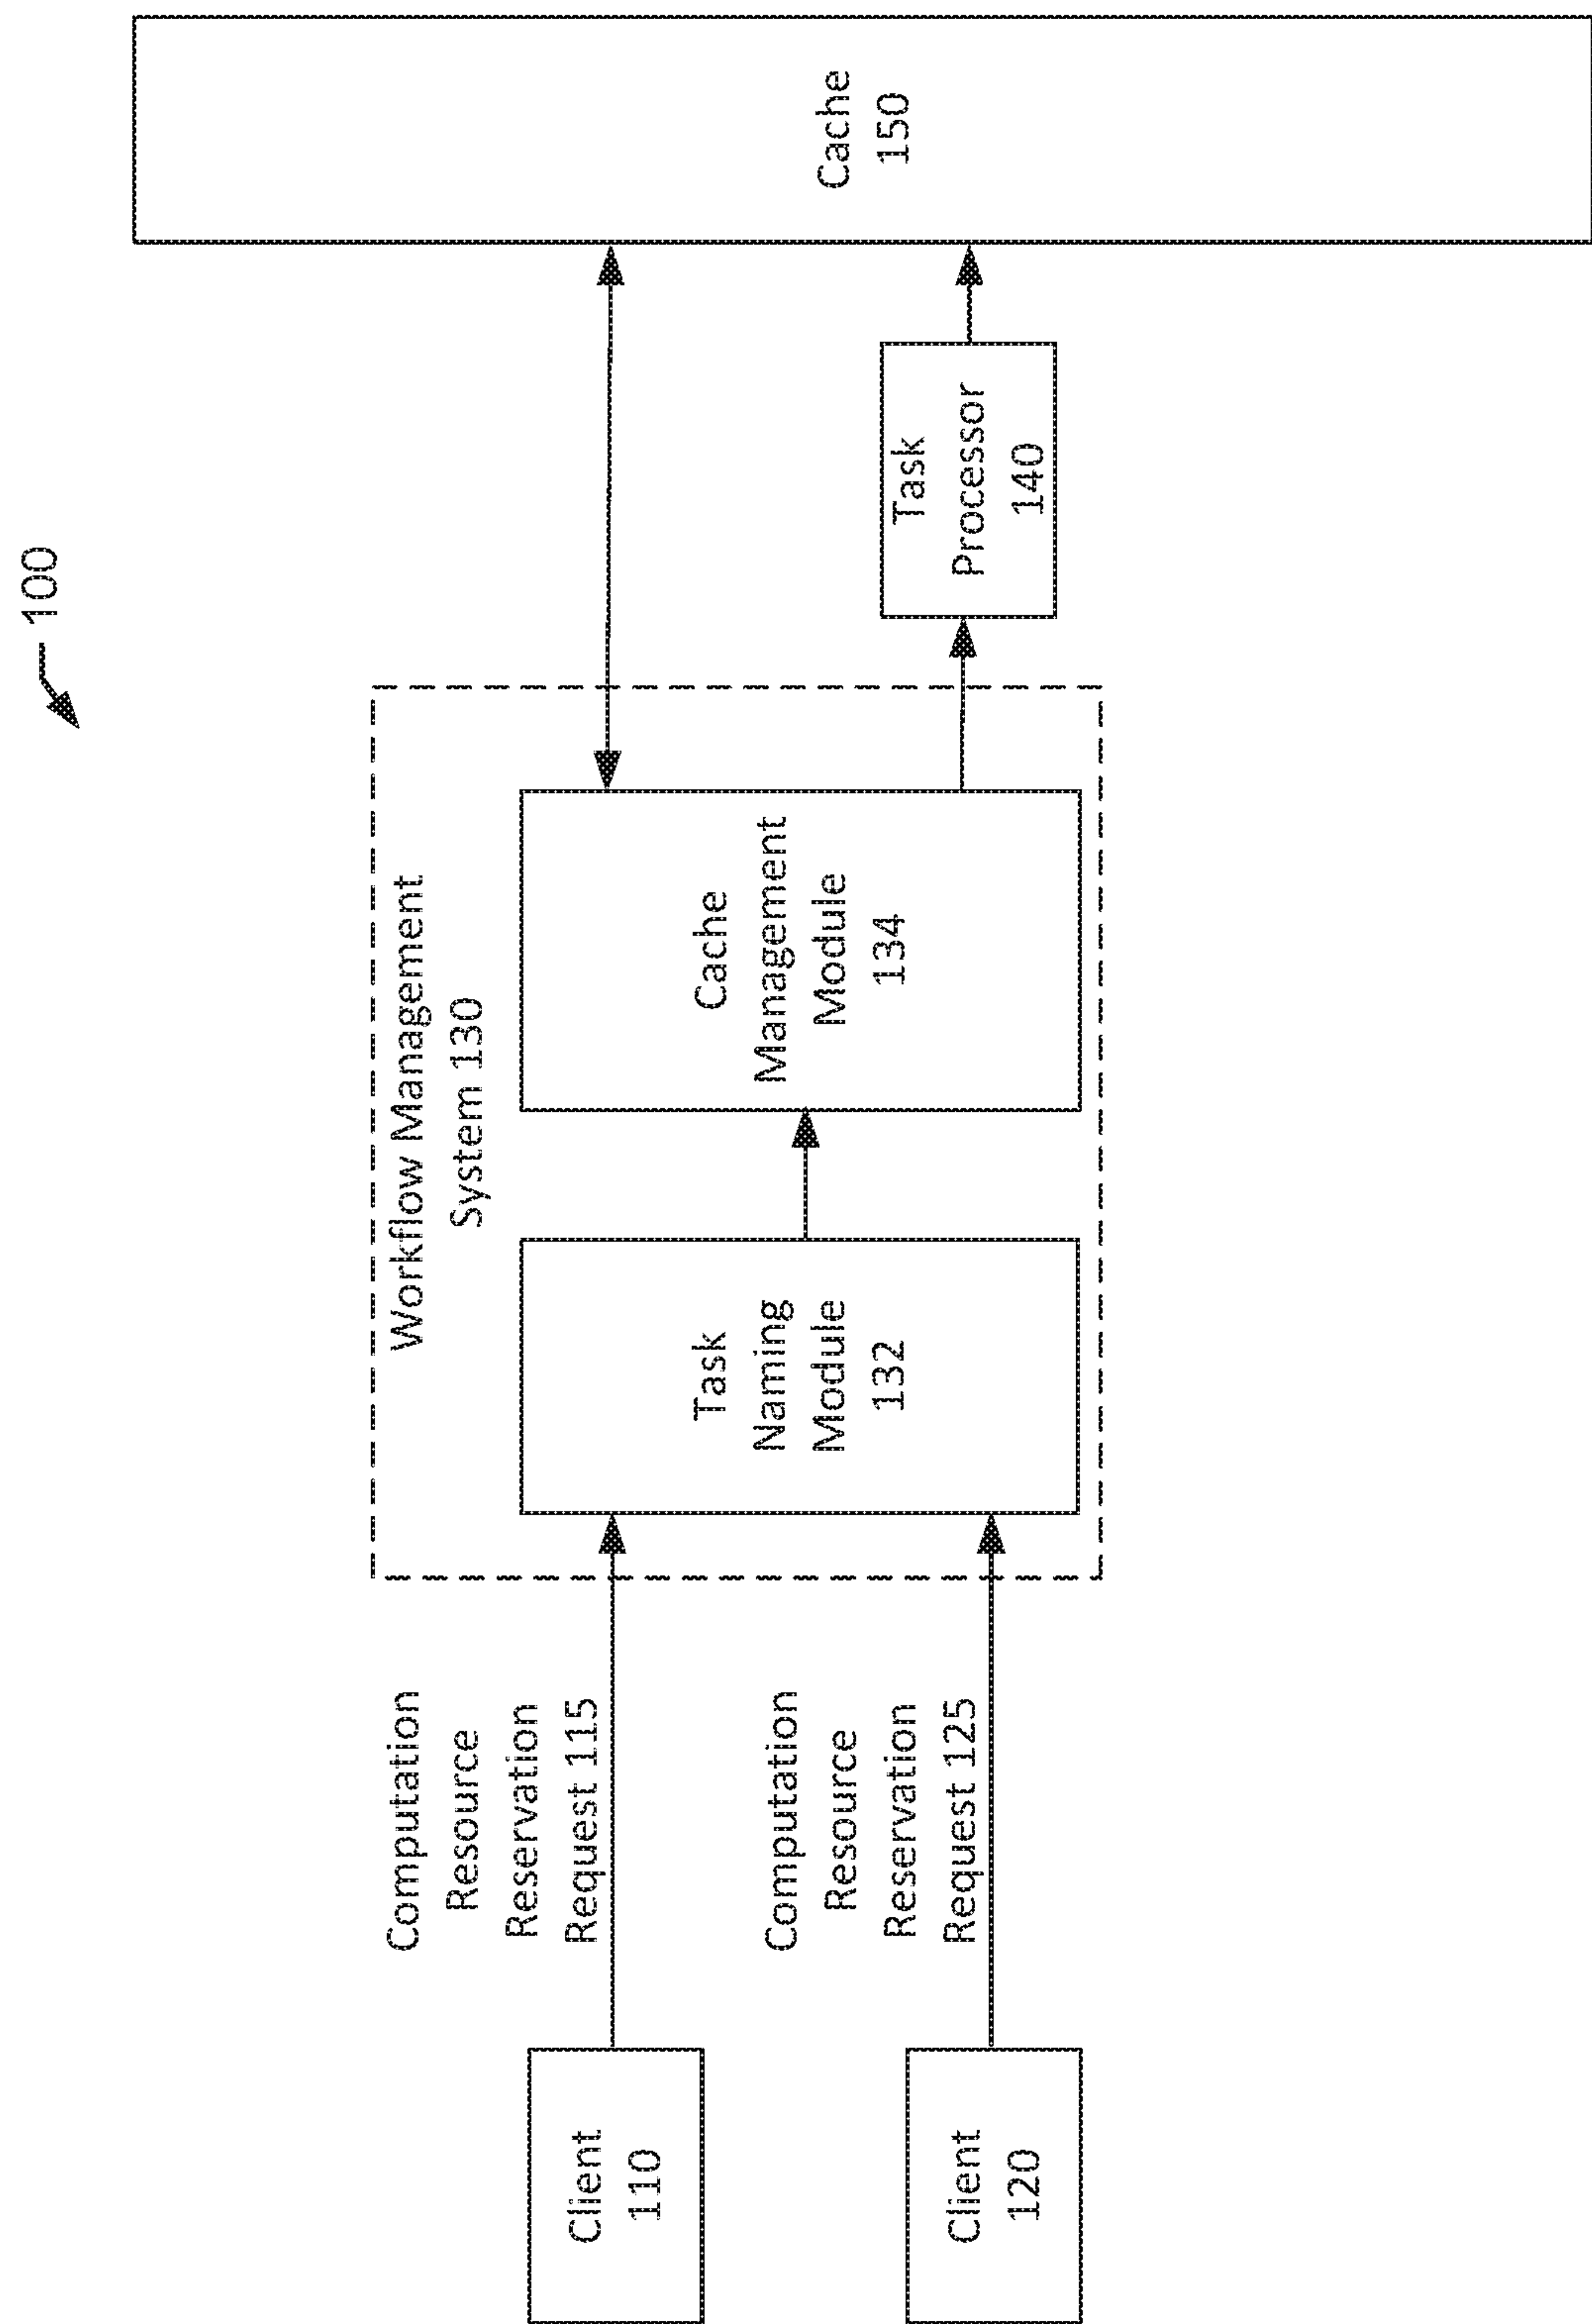 100
Client
110
Computation
Resource
Reservation
Request 115
Client
120
Computation
Resource
Reservation
Request 125
Workflow Management
System 130
Task
Naming
Module
132
Cache
Management
Module
134
Task
Processor
140
Cache
150